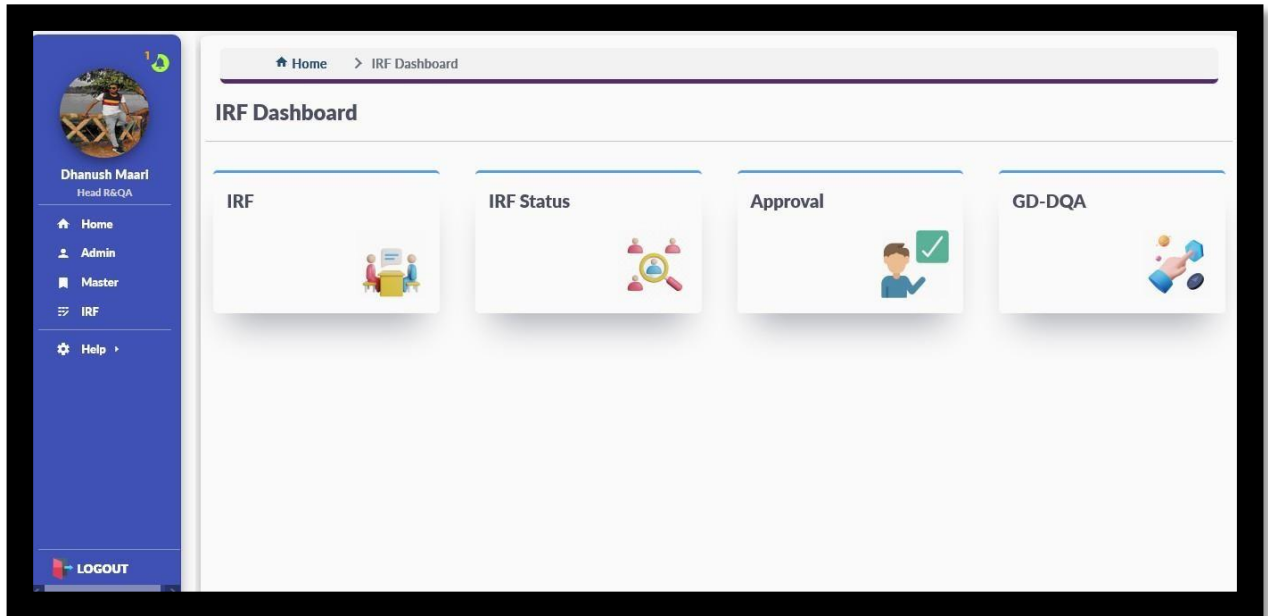 1
Dhanush Maarl
Head R&QA
Home
Admin
Master
IRF
Help
LOGOUT
Home > IRF Dashboard
IRF Dashboard
IRF
IRF Status
Approval
GD-DQA